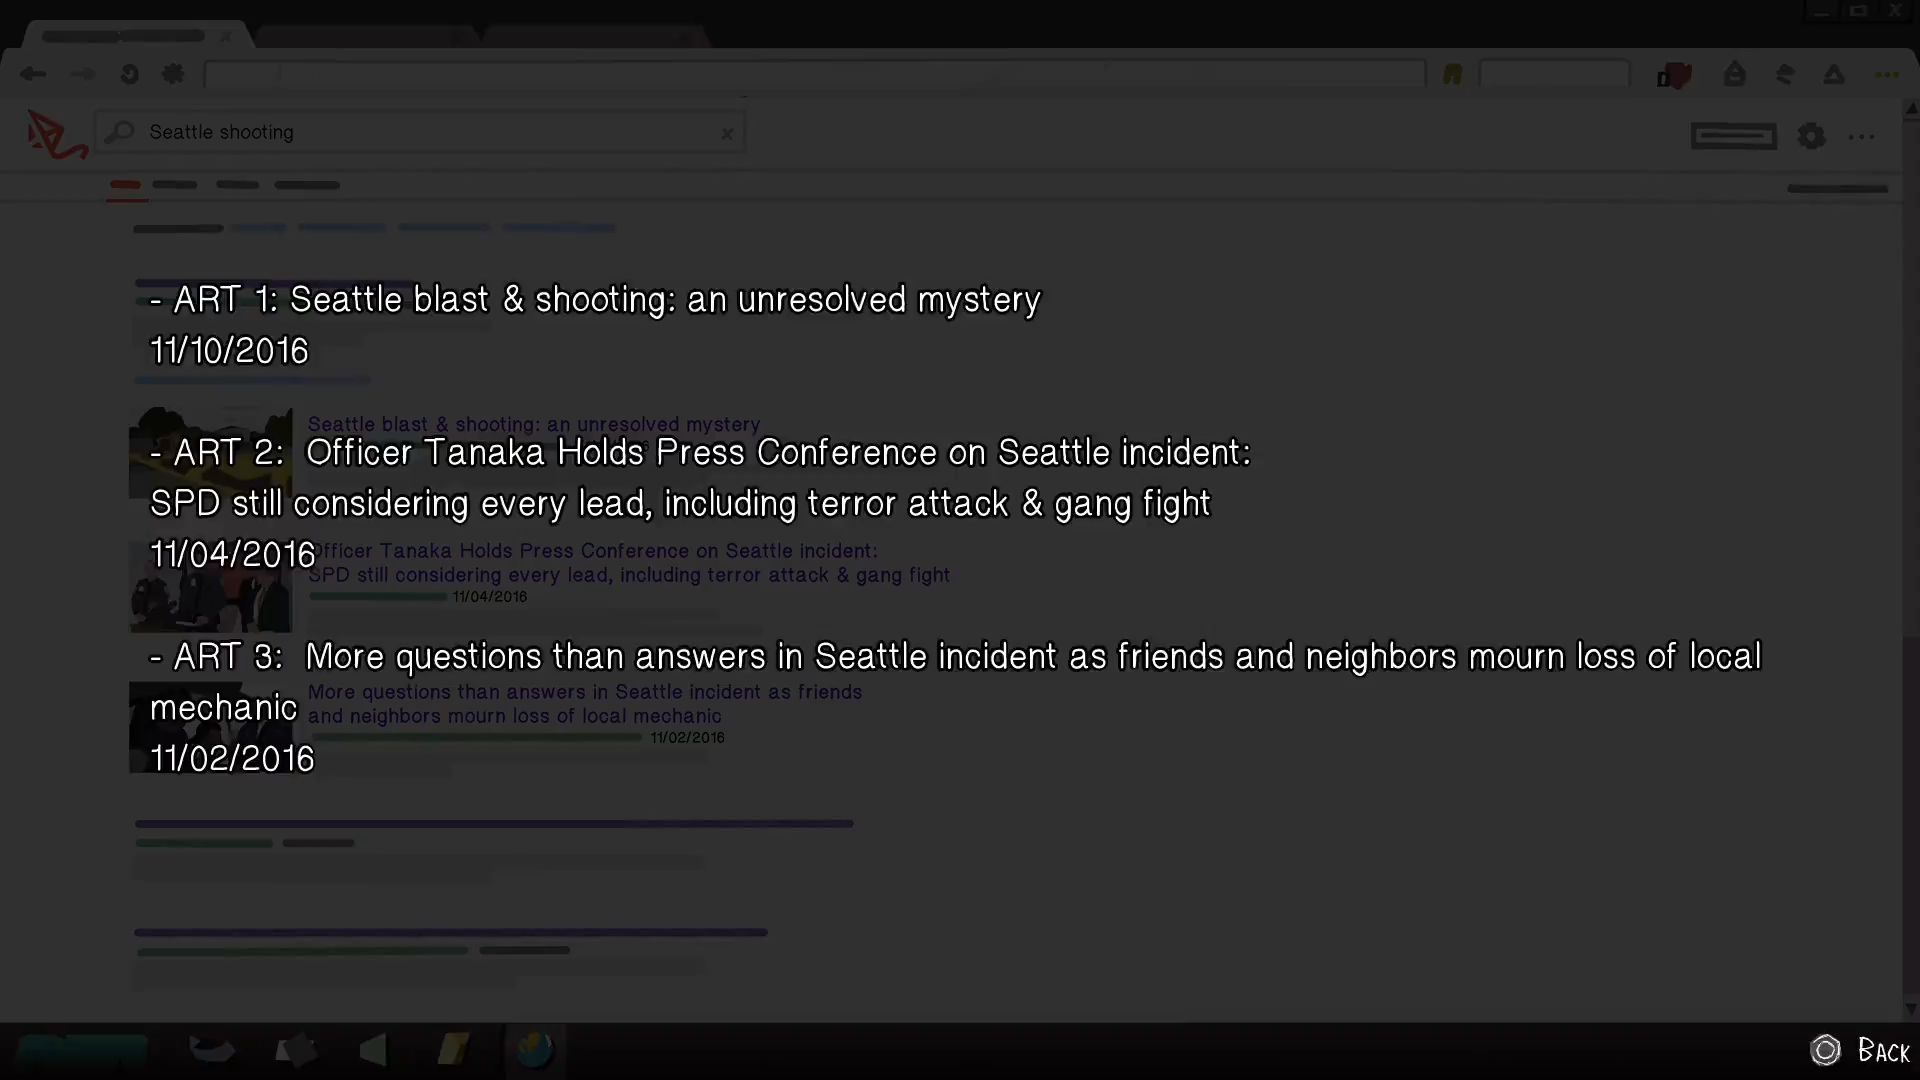 Seattle shooting
- ART 1: Seattle blast & shooting: an unresolved mystery
11/10/2016
Seattle blast & shooting: an unresolved mystery
- ART 2: Officer Tanaka Holds Press Conference on Seattle incident:
SPD still considering every lead, including terror attack & gang fight
11/04/2016
Officer Tanaka Holds Press Conference on Seattle incident:
SPD still considering every lead, including terror attack & gang fight
11/04/2016
- ART 3: More questions than answers in Seattle incident as friends and neighbors mourn loss of local
mechanic
11/02/2016
More questions than answers in Seattle incident as friends
and neighbors mourn loss of local mechanic
11/02/2016
BACK